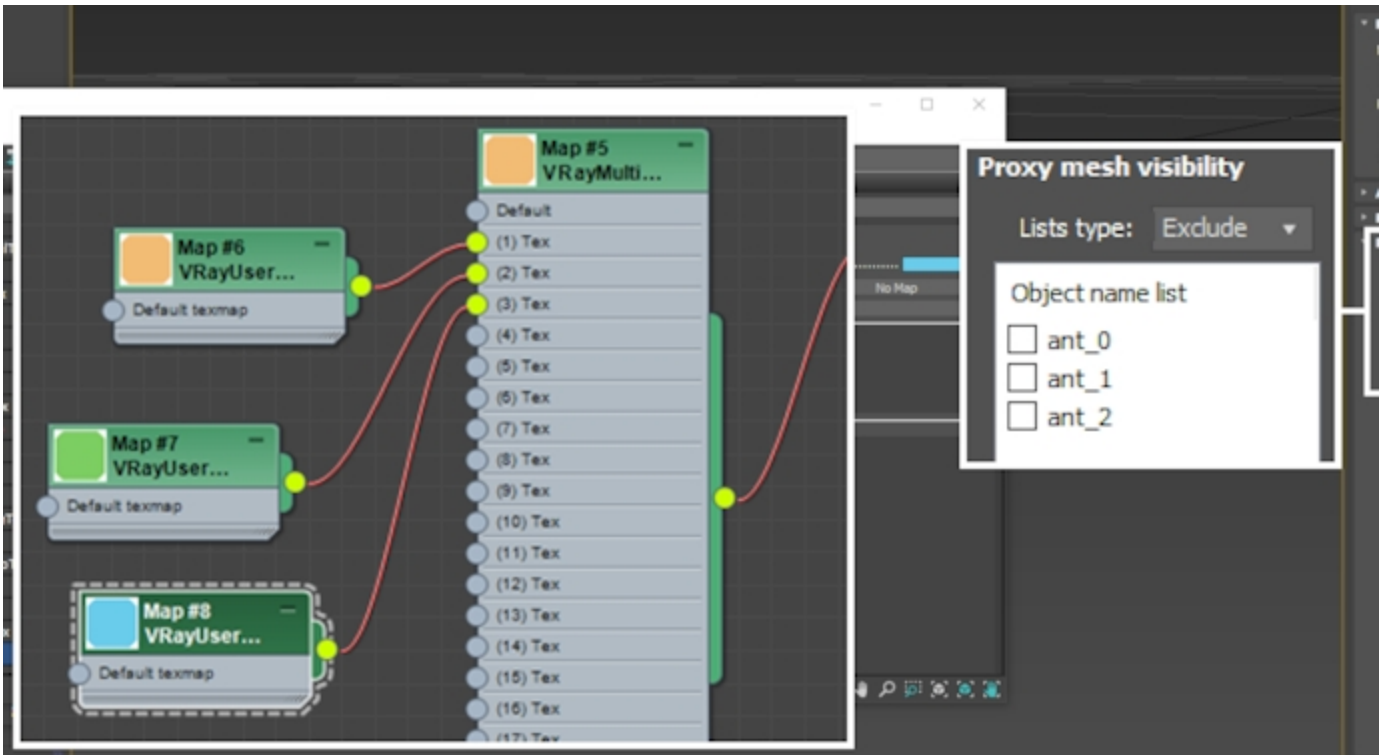 Map #5
VRayMulti...
Default
(1) Tex
(2) Tex
(3) Tex
(4) Tex
(5) Tex
(6) Tex
(7) Tex
(8) Tex
(9) Tex
(10) Tex
(11) Tex
(12) Tex
(13) Tex
(14) Tex
(15) Tex
(16) Tex
(17) Tex
Map #6
VRayUser...
Default texmap
Map #7
VRayUser...
Default texmap
Map #8
VRayUser...
Default texmap
No Map
Proxy mesh visibility
Lists type: Exclude
Object name list
ant_0
ant_1
ant_2